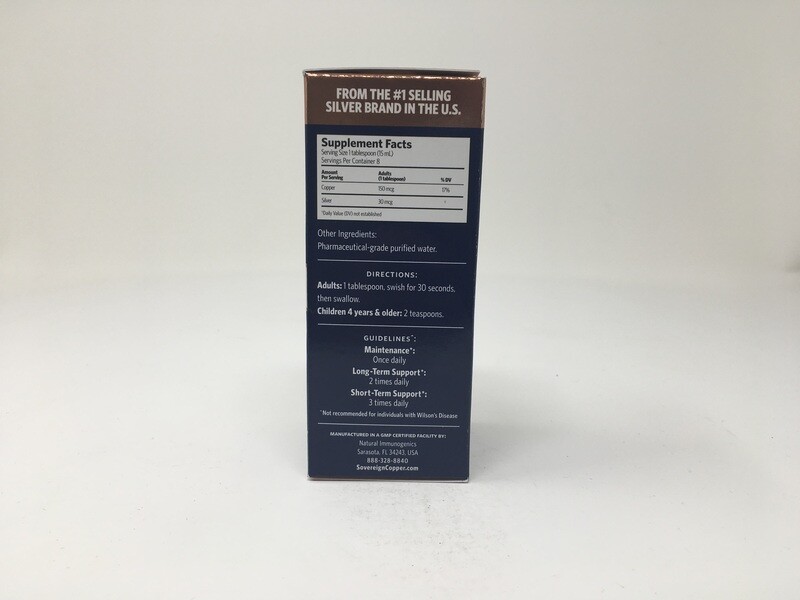 FROM THE #1 SELLING
SILVER BRAND IN THE U.S.
Supplement Facts
Serving Size 1 tablespoon (15 mL)
Servings Per Container 8
Amount Per Serving Adults (1 tablespoon) % DV
Copper 150 mcg 17%
Silver 30 mcg *
*Daily Value (DV) not established
Other Ingredients:
Pharmaceutical-grade purified water.
DIRECTIONS:
Adults: 1 tablespoon, swish for 30 seconds,
then swallow.
Children 4 years & older: 2 teaspoons.
GUIDELINES^:
Maintenance*:
Once daily
Long-Term Support*:
2 times daily
Short-Term Support*:
3 times daily
^Not recommended for individuals with Wilson's Disease
MANUFACTURED IN A GMP CERTIFIED FACILITY BY:
Natural Immunogenics
Sarasota, FL 34243, USA
888-328-8840
SovereignCopper.com